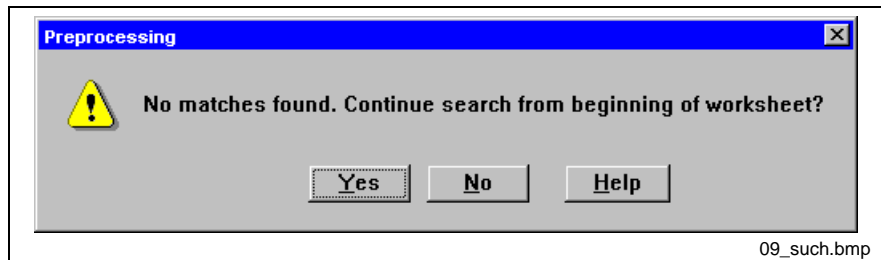 Preprocessing
No matches found. Continue search from beginning of worksheet?
Yes No Help
09_such.bmp